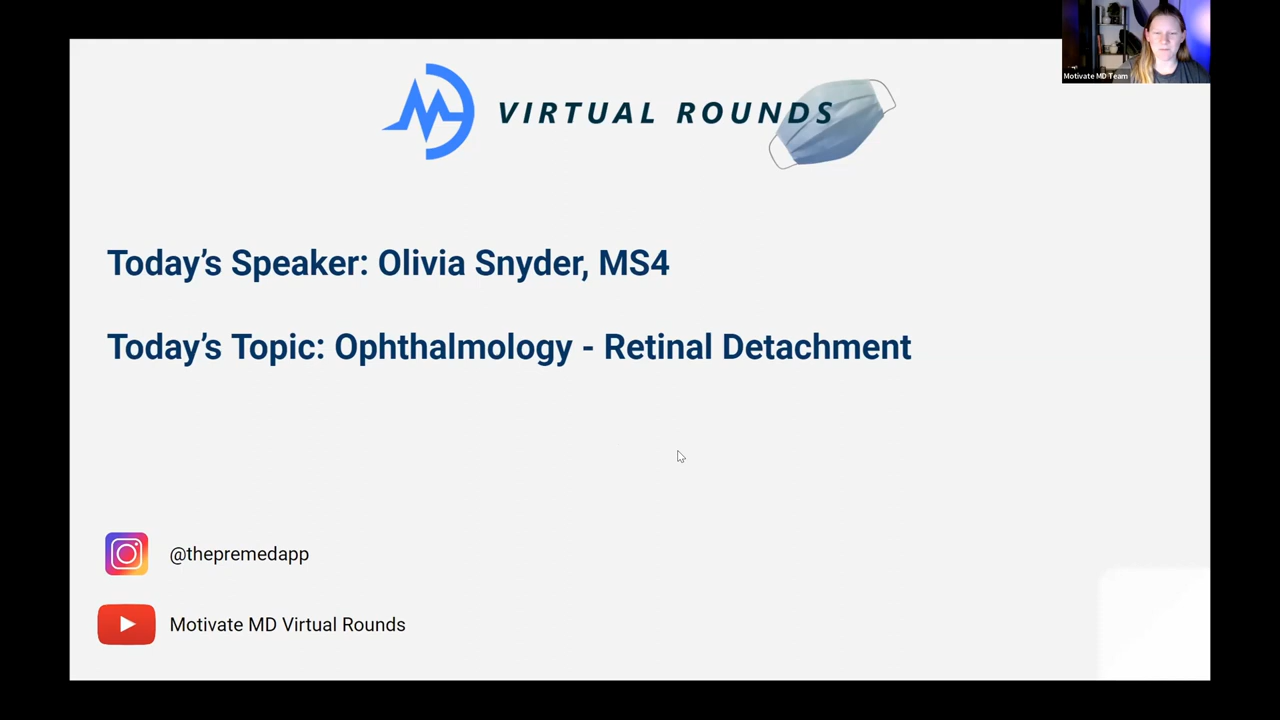 Motivate MD Team
VIRTUAL ROUNDS
Today's Speaker: Olivia Snyder, MS4
Today's Topic: Ophthalmology - Retinal Detachment
@thepremedapp
Motivate MD Virtual Rounds